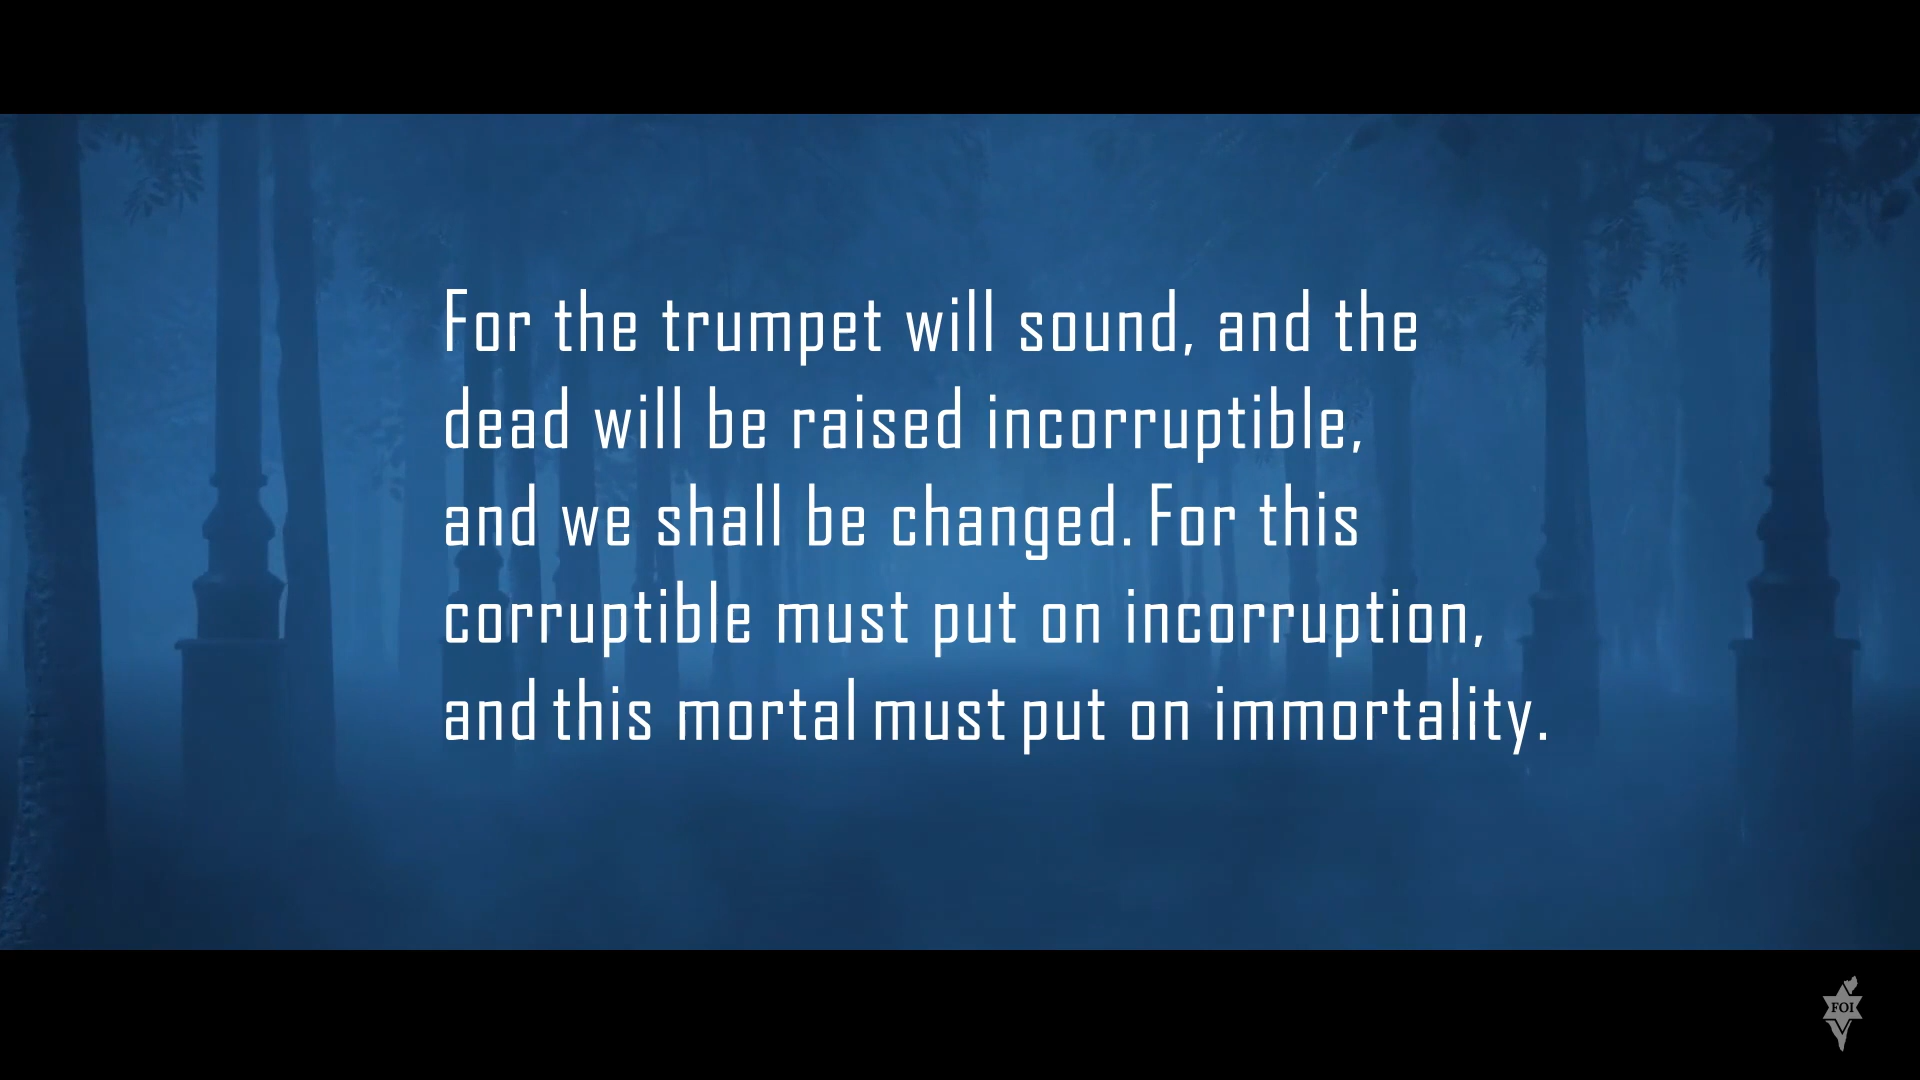 For the trumpet will sound, and the
dead will be raised incorruptible,
and we shall be changed. For this
corruptible must put on incorruption,
and this mortal must put on immortality.
FOI